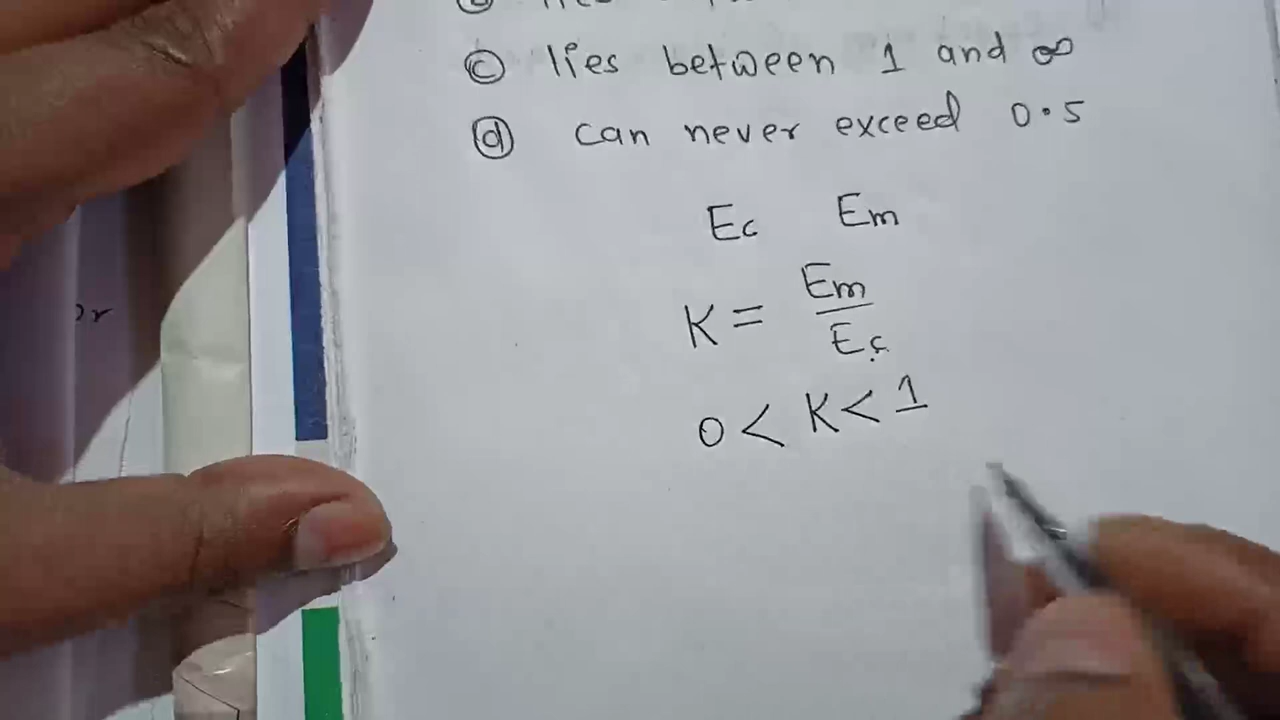 ⓒ lies between 1 and ∞
ⓓ can never exceed 0.5
Ec Em
K = Em
Ec
0 < K < 1